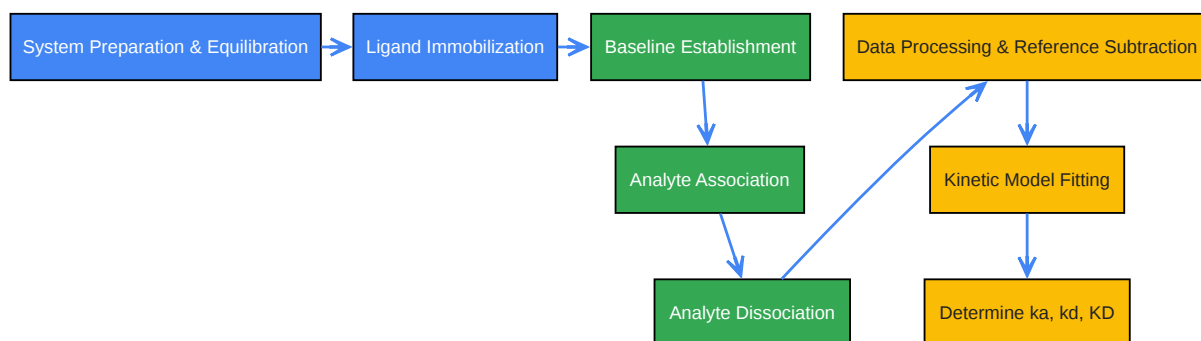 System Preparation & Equilibration
Ligand Immobilization
Baseline Establishment
Analyte Association
Analyte Dissociation
Data Processing & Reference Subtraction
Kinetic Model Fitting
Determine ka, kd, KD